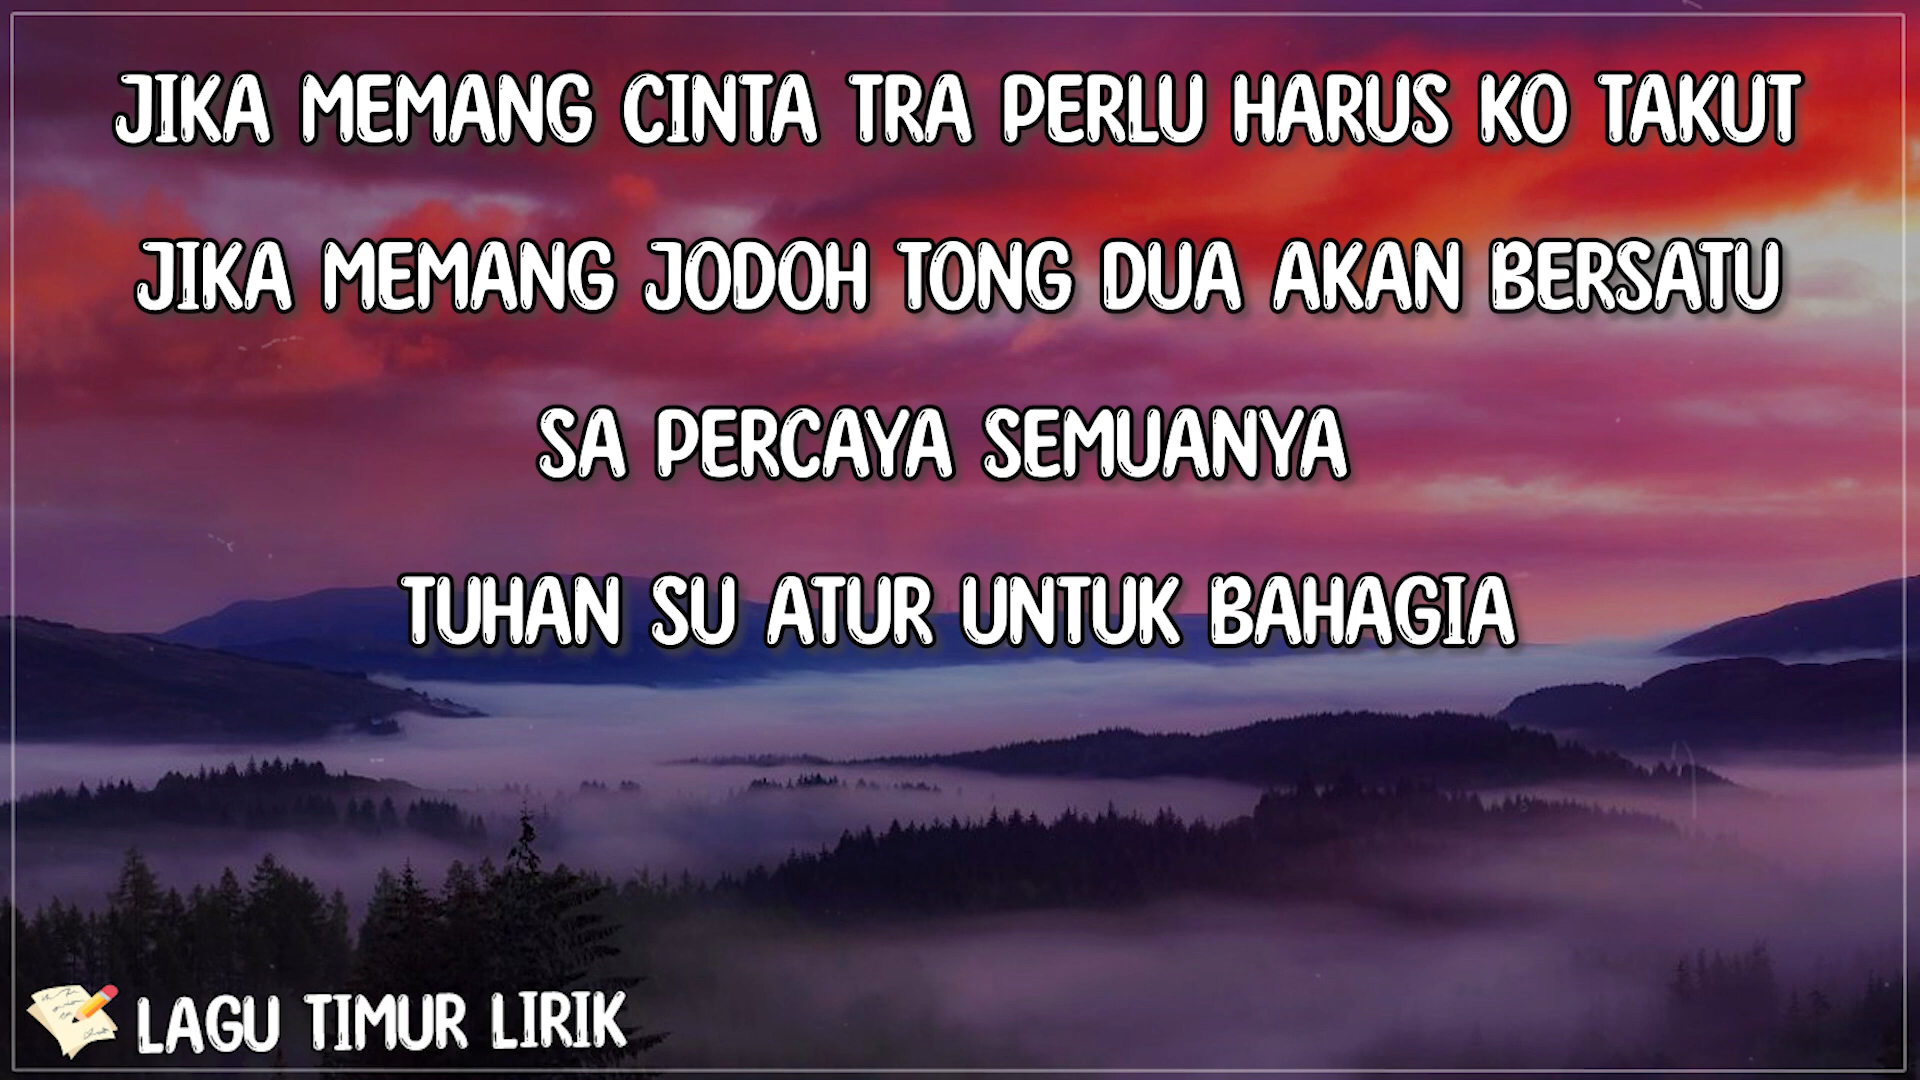 JIKA MEMANG CINTA TRA PERLU HARUS KO TAKUT
JIKA MEMANG JODOH TONG DUA AKAN BERSATU
SA PERCAYA SEMUANYA
TUHAN SU ATUR UNTUK BAHAGIA
LAGU TIMUR LIRIK